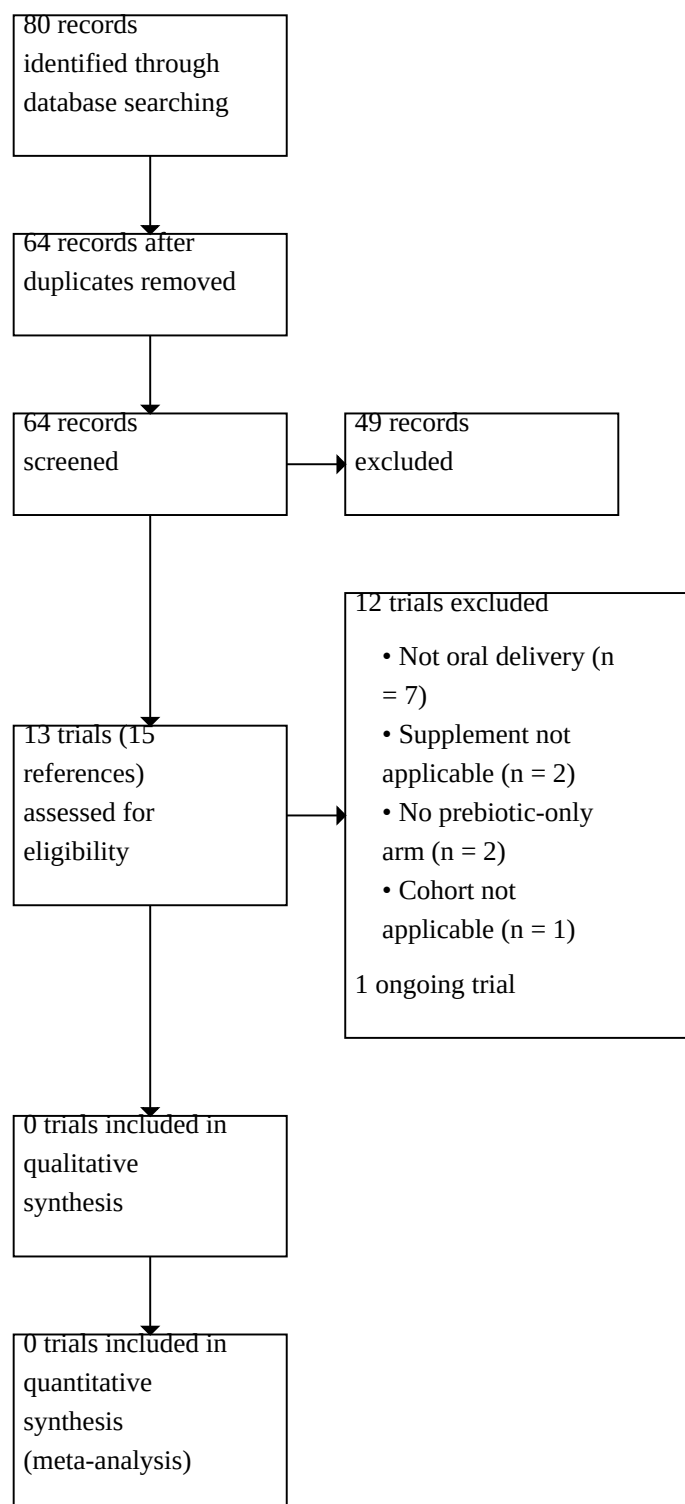 80 records
identified through
database searching
64 records after
duplicates removed
64 records
screened
49 records
excluded
12 trials excluded
• Not oral delivery (n
= 7)
• Supplement not
applicable (n = 2)
• No prebiotic-only
arm (n = 2)
• Cohort not
applicable (n = 1)
1 ongoing trial
13 trials (15
references)
assessed for
eligibility
0 trials included in
qualitative
synthesis
0 trials included in
quantitative
synthesis
(meta-analysis)